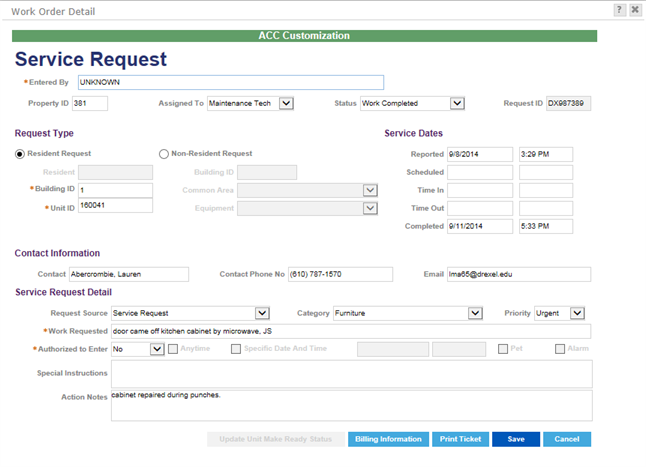 Work Order Detail ? ✖
ACC Customization
Service Request
*Entered By UNKNOWN
Property ID 381 Assigned To Maintenance Tech Status Work Completed Request ID DX987389
Request Type Service Dates
Resident Request Non-Resident Request Reported 9/8/2014 3:29 PM
Resident Building ID Scheduled
*Building ID 1 Common Area Time In
*Unit ID 160041 Equipment Time Out
Completed 9/11/2014 5:33 PM
Contact Information
Contact Abercrombie, Lauren Contact Phone No (610) 787-1570 Email lma65@drexel.edu
Service Request Detail
Request Source Service Request Category Furniture Priority Urgent
*Work Requested door came off kitchen cabinet by microwave, JS
*Authorized to Enter No Anytime Specific Date And Time Pet Alarm
Special Instructions
Action Notes cabinet repaired during punches.
Update Unit Make Ready Status Billing Information Print Ticket Save Cancel